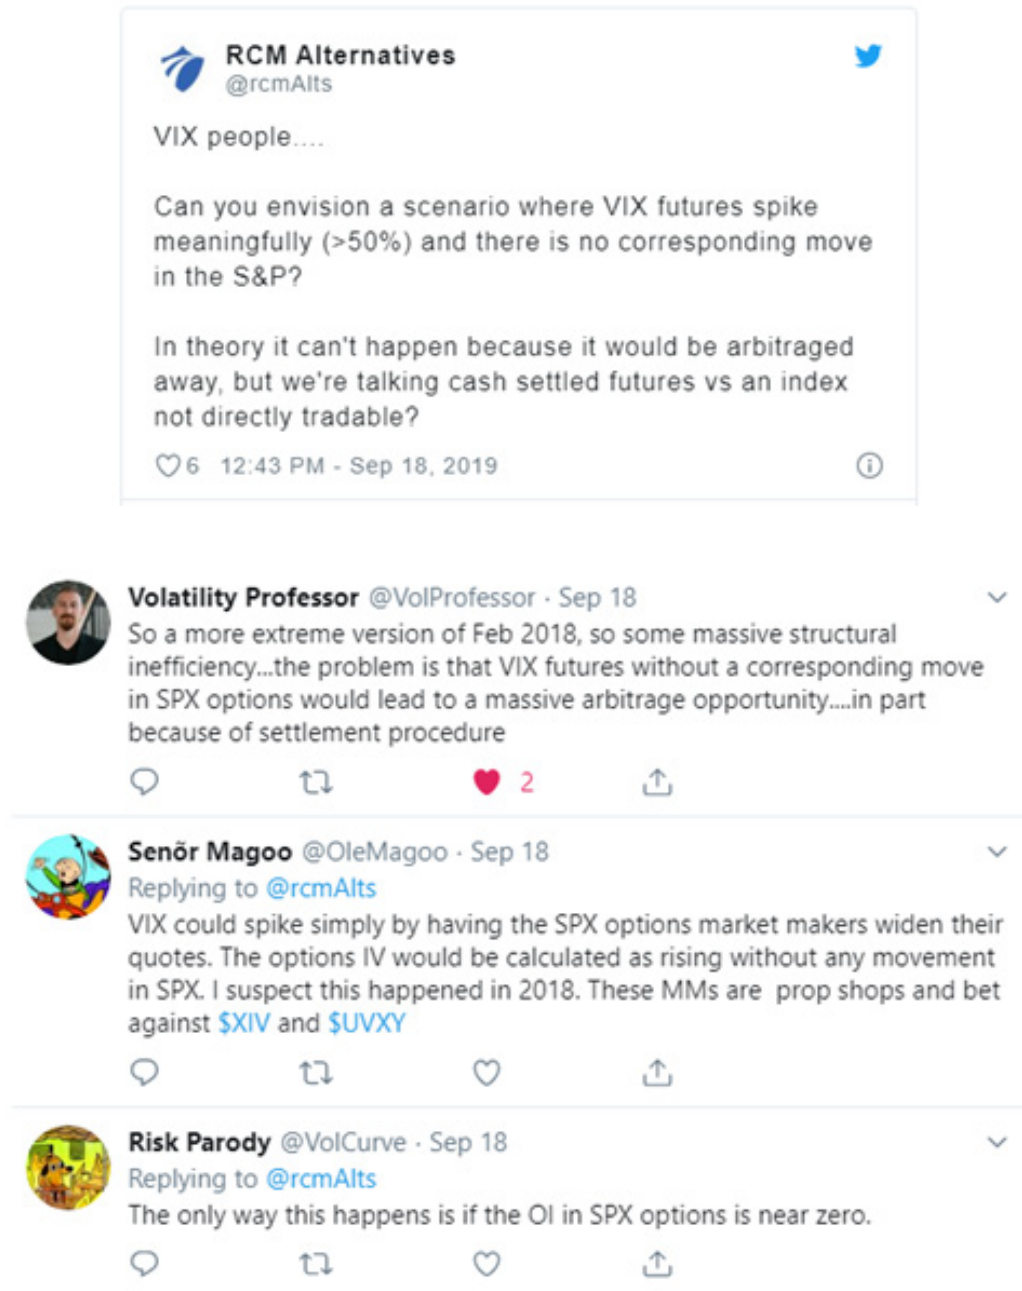 RCM Alternatives
@rcmAlts
VIX people....
Can you envision a scenario where VIX futures spike
meaningfully (>50%) and there is no corresponding move
in the S&P?
In theory it can't happen because it would be arbitraged
away, but we're talking cash settled futures vs an index
not directly tradable?
6 12:43 PM - Sep 18, 2019
Volatility Professor @VolProfessor · Sep 18
So a more extreme version of Feb 2018, so some massive structural
inefficiency...the problem is that VIX futures without a corresponding move
in SPX options would lead to a massive arbitrage opportunity....in part
because of settlement procedure
2
Senõr Magoo @OleMagoo · Sep 18
Replying to @rcmAlts
VIX could spike simply by having the SPX options market makers widen their
quotes. The options IV would be calculated as rising without any movement
in SPX. I suspect this happened in 2018. These MMs are prop shops and bet
against $XIV and $UVXY
Risk Parody @VolCurve · Sep 18
Replying to @rcmAlts
The only way this happens is if the OI in SPX options is near zero.